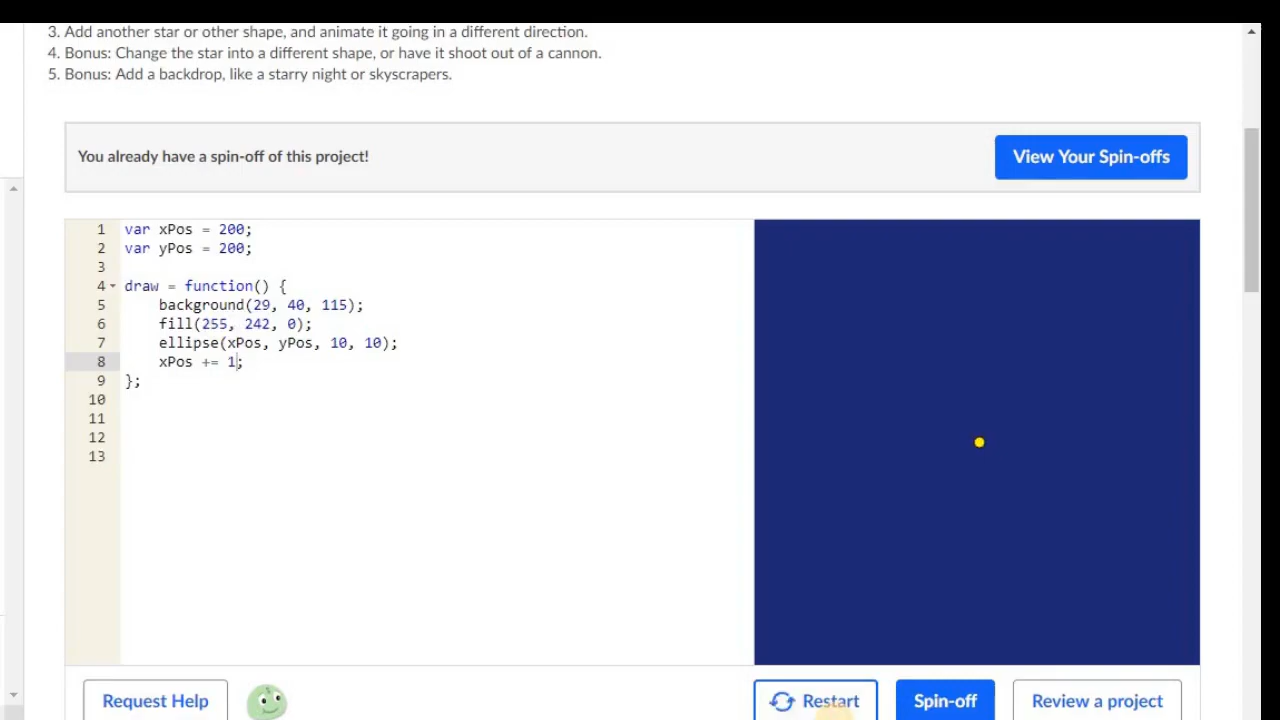 3. Add another star or other shape, and animate it going in a different direction.
4. Bonus: Change the star into a different shape, or have it shoot out of a cannon.
5. Bonus: Add a backdrop, like a starry night or skyscrapers.
You already have a spin-off of this project!
View Your Spin-offs
1 var xPos = 200;
2 var yPos = 200;
3
4 draw = function() {
5 background(29, 40, 115);
6 fill(255, 242, 0);
7 ellipse(xPos, yPos, 10, 10);
8 xPos += 1;
9 };
10
11
12
13
Request Help
Restart
Spin-off
Review a project